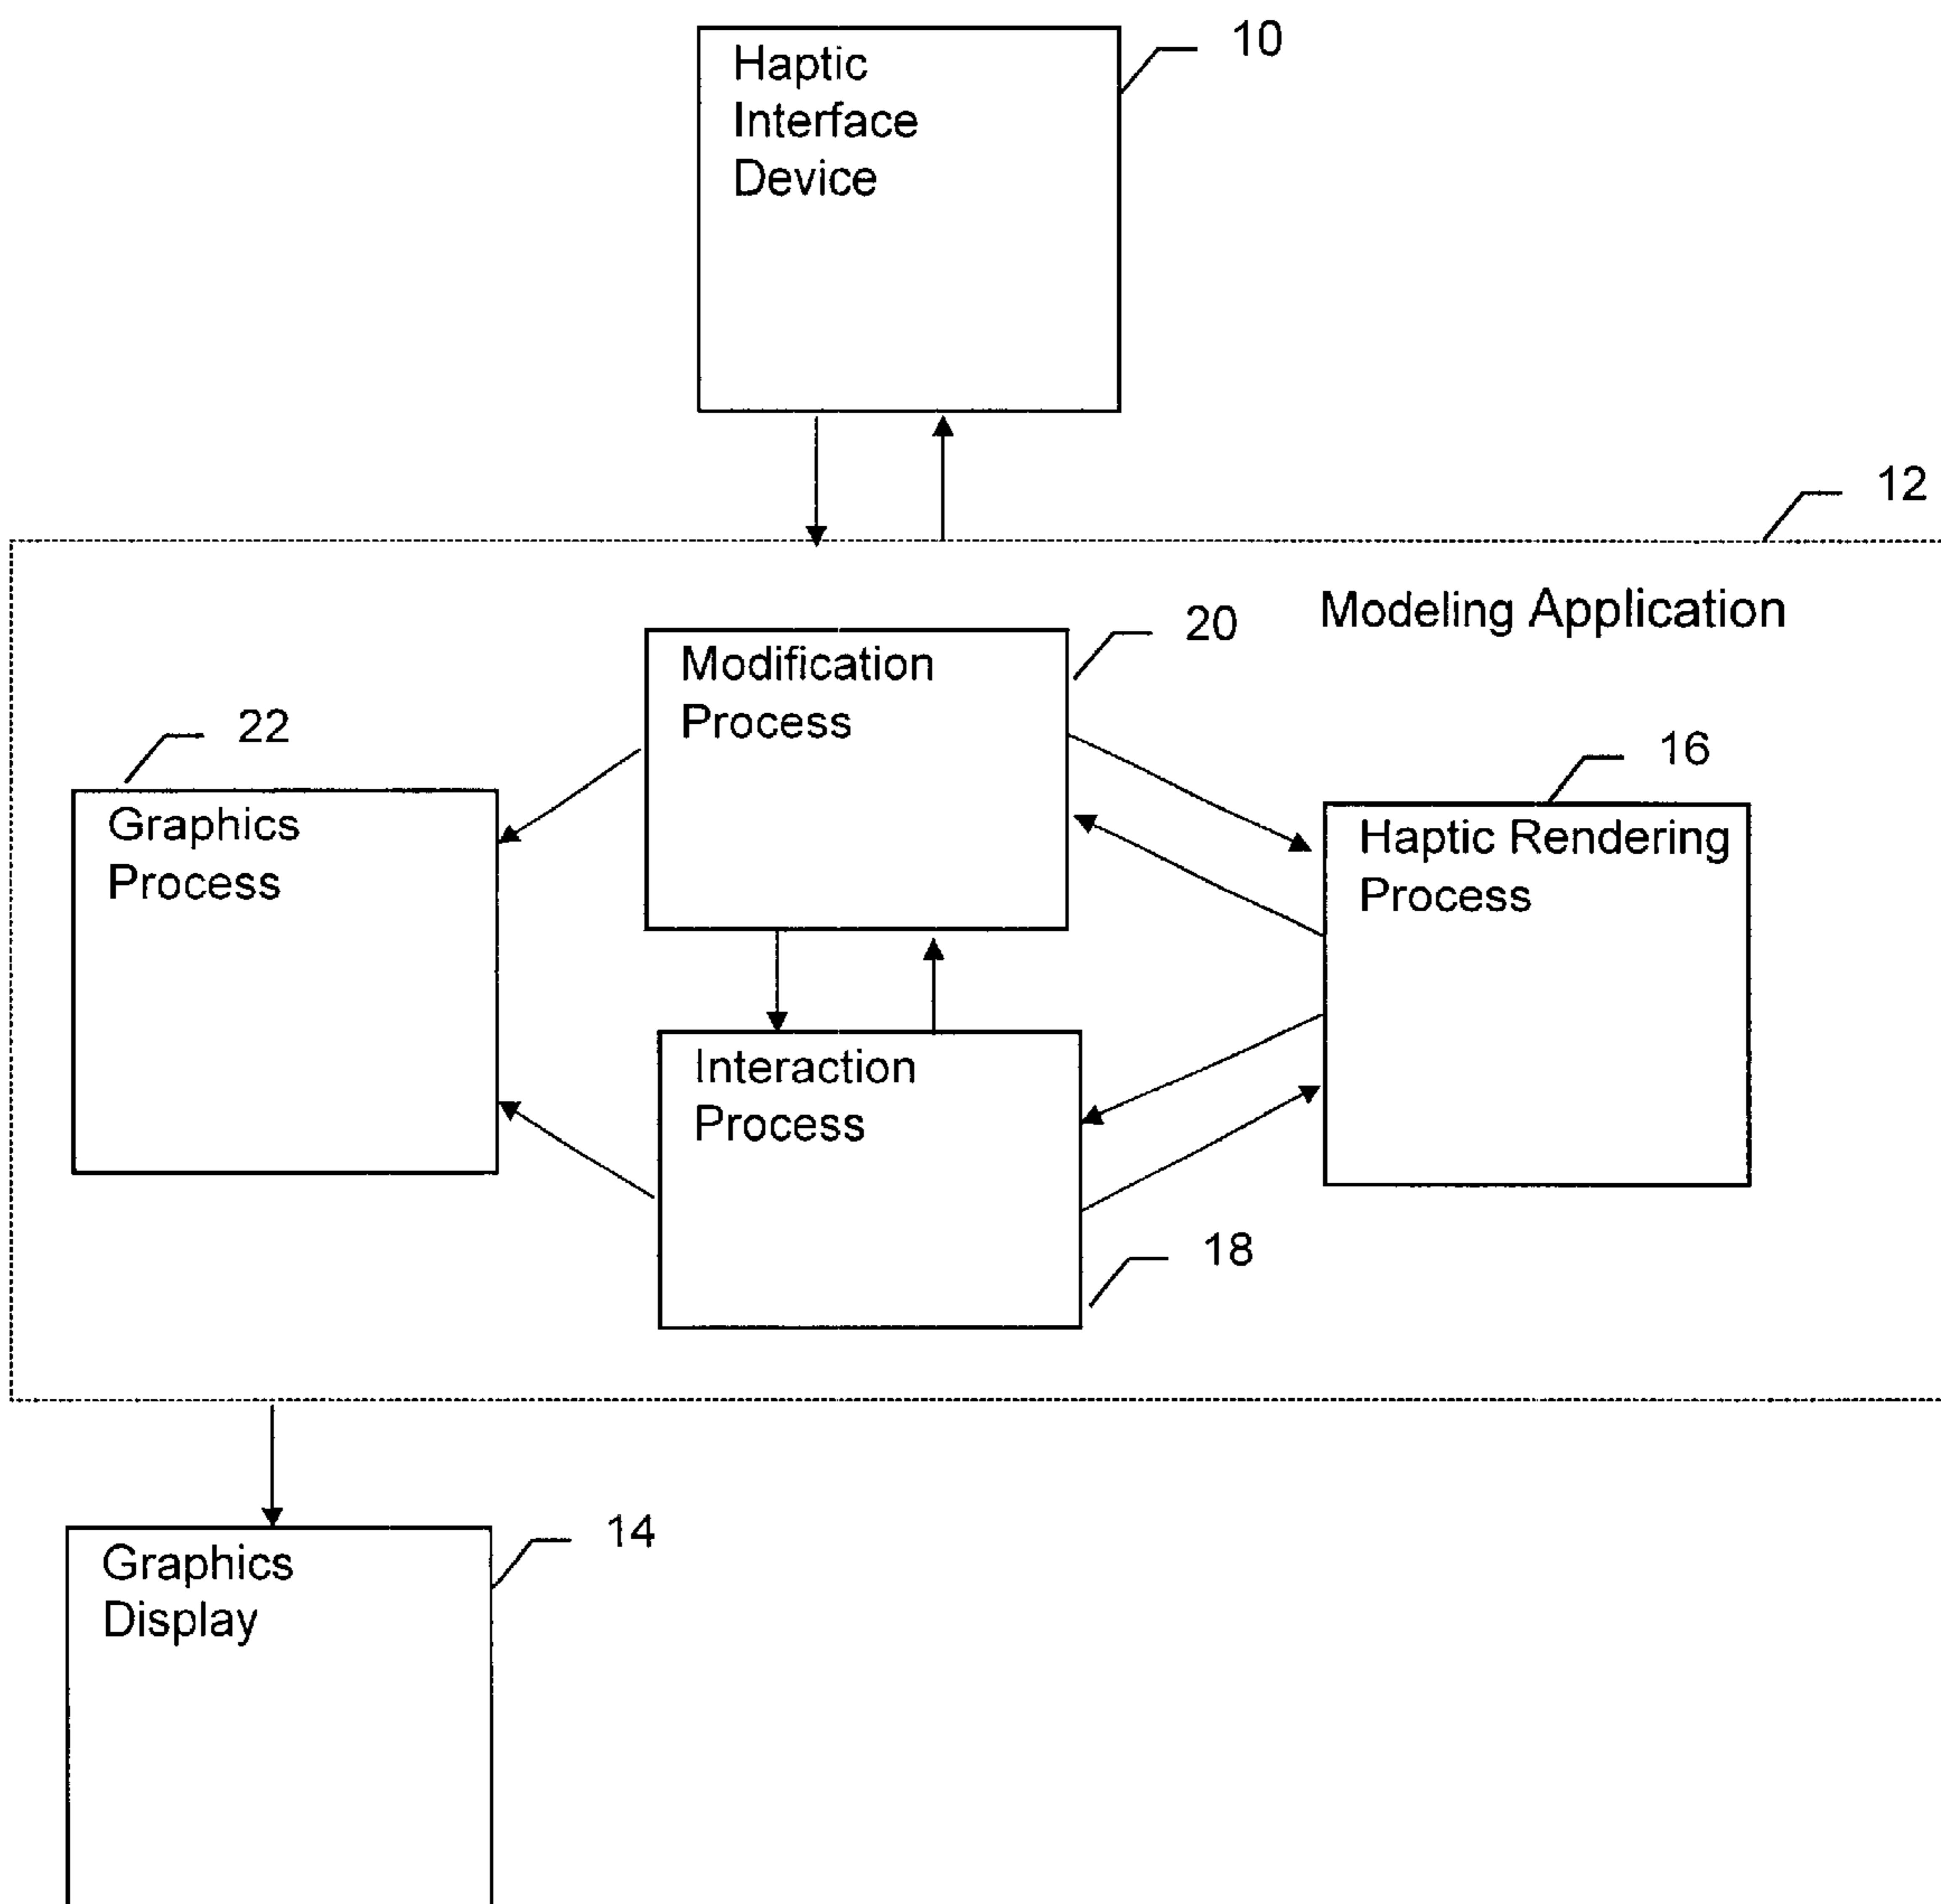 10
Haptic
Interface
Device
12
Modeling Application
20
Modification
Process
22
Graphics
Process
16
Haptic Rendering
Process
Interaction
Process
18
14
Graphics
Display